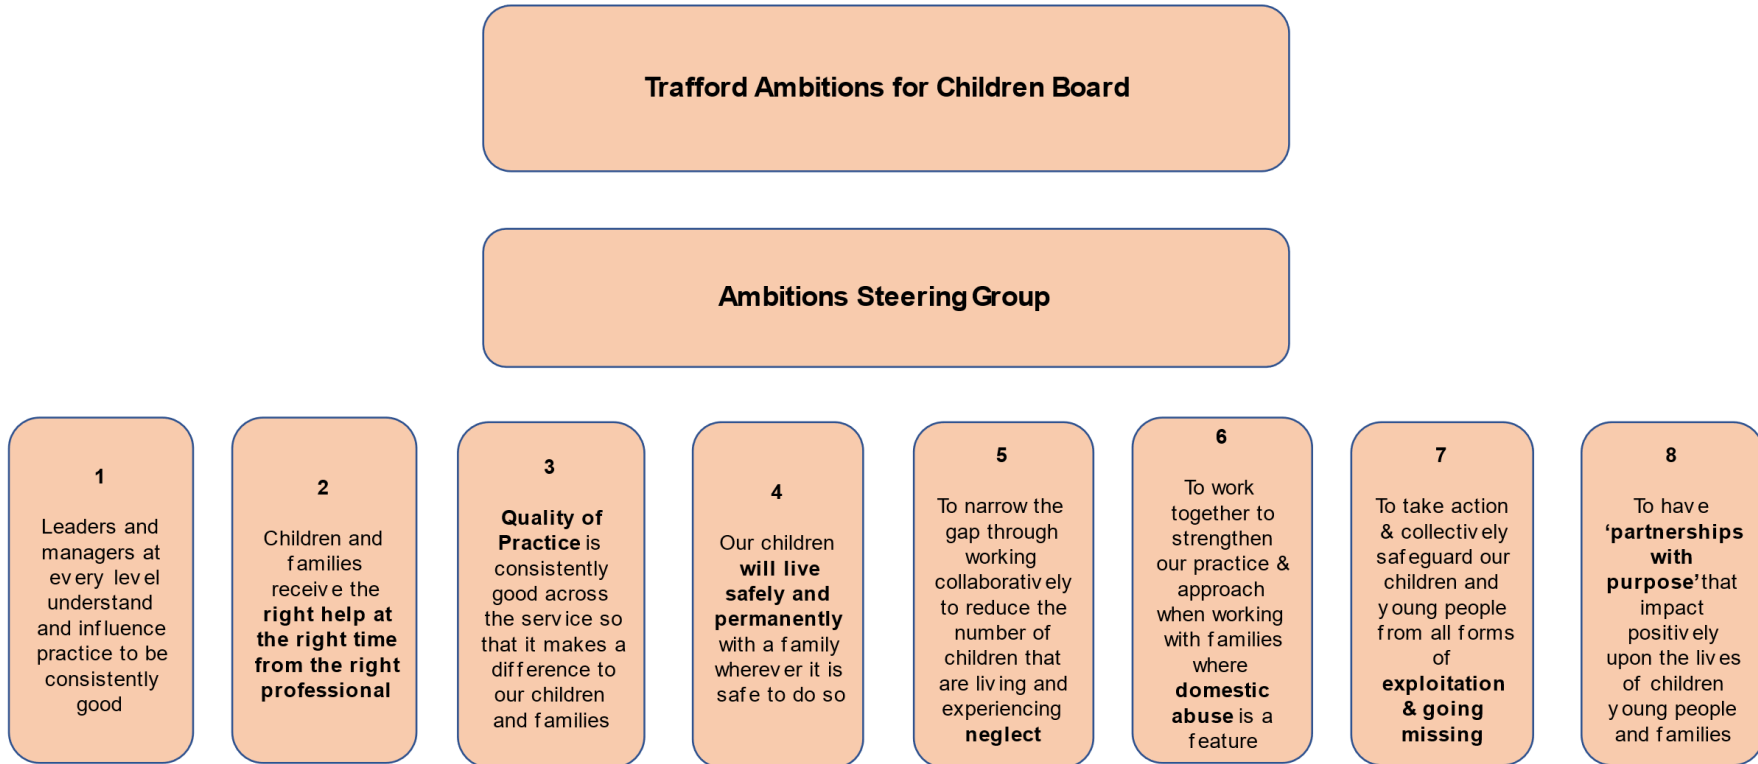 Trafford Ambitions for Children Board
Ambitions Steering Group
1
Leaders and
managers at
every level
understand
and influence
practice to be
consistently
good
2
Children and
families
receive the
right help at
the right time
from the right
professional
3
Quality of
Practice is
consistently
good across
the service so
that it makes a
difference to
our children
and families
4
Our children
will live
safely and
permanently
with a family
wherever it is
safe to do so
5
To narrow the
gap through
working
collaboratively
to reduce the
number of
children that
are living and
experiencing
neglect
6
To work
together to
strengthen
our practice &
approach
when working
with families
where
domestic
abuse is a
feature
7
To take action
& collectively
safeguard our
children and
young people
from all forms
of
exploitation
& going
missing
8
To have
‘partnerships
with
purpose’ that
impact
positively
upon the lives
of children
young people
and families